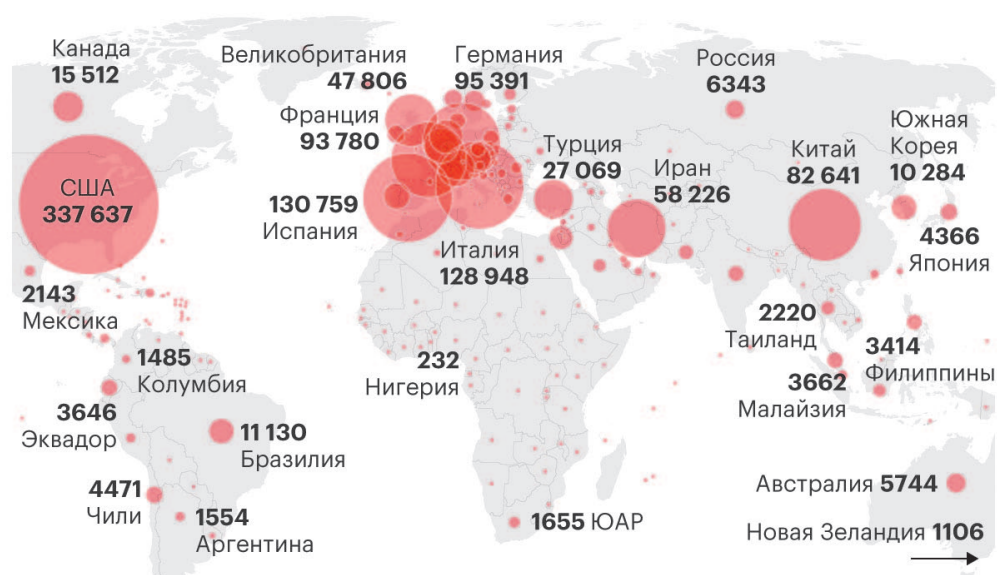 Канада
15 512
Великобритания
47 806
Германия
95 391
Россия
6343
Франция
93 780
Южная
Корея
10 284
Турция
27 069
Иран
58 226
Китай
82 641
США
337 637
130 759
Испания
Италия
128 948
4366
Япония
2143
Мексика
2220
Таиланд
1485
Колумбия
232
Нигерия
3414
Филиппины
3662
Малайзия
3646
Эквадор
11 130
Бразилия
4471
Чили
1554
Аргентина
1655 ЮАР
Австралия 5744
Новая Зеландия 1106